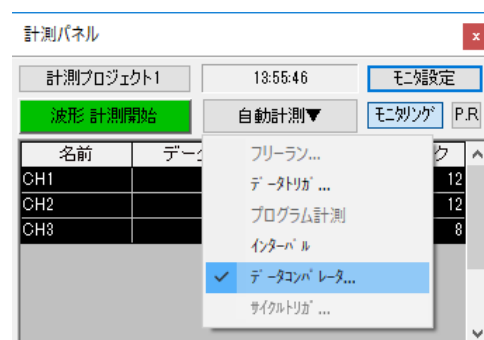 計測パネル
x
計測プロジェクト1 13:55:46 ﾓﾆﾀ設定
波形 計測開始 自動計測▼ ﾓﾆﾀﾘﾝｸﾞ P.R
名前 データ ク
CH1 12
CH2 12
CH3 8
フリーラン...
ﾃﾞｰﾀﾄﾘｶﾞ...
プログラム計測
ｲﾝﾀｰﾊﾞﾙ
✓ ﾃﾞｰﾀｺﾝﾊﾟﾚｰﾀ...
ｻｲｸﾙﾄﾘｶﾞ...